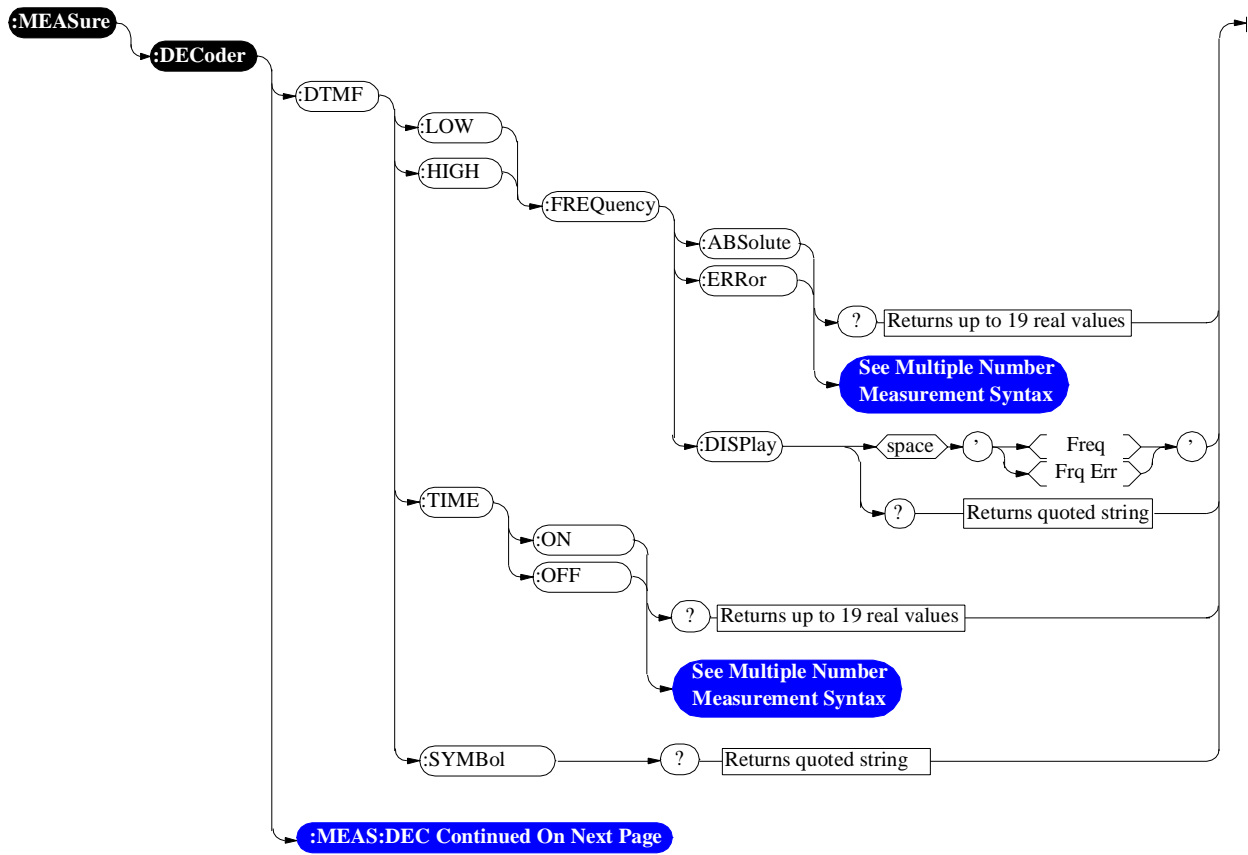 :MEASure
:DECoder
:DTMF
:LOW
:HIGH
:FREQuency
:ABSolute
:ERRor
? Returns up to 19 real values
See Multiple Number
Measurement Syntax
:DISPlay
space ' Freq '
Frq Err
? Returns quoted string
:TIME
:ON
:OFF
? Returns up to 19 real values
See Multiple Number
Measurement Syntax
:SYMBol ? Returns quoted string
:MEAS:DEC Continued On Next Page